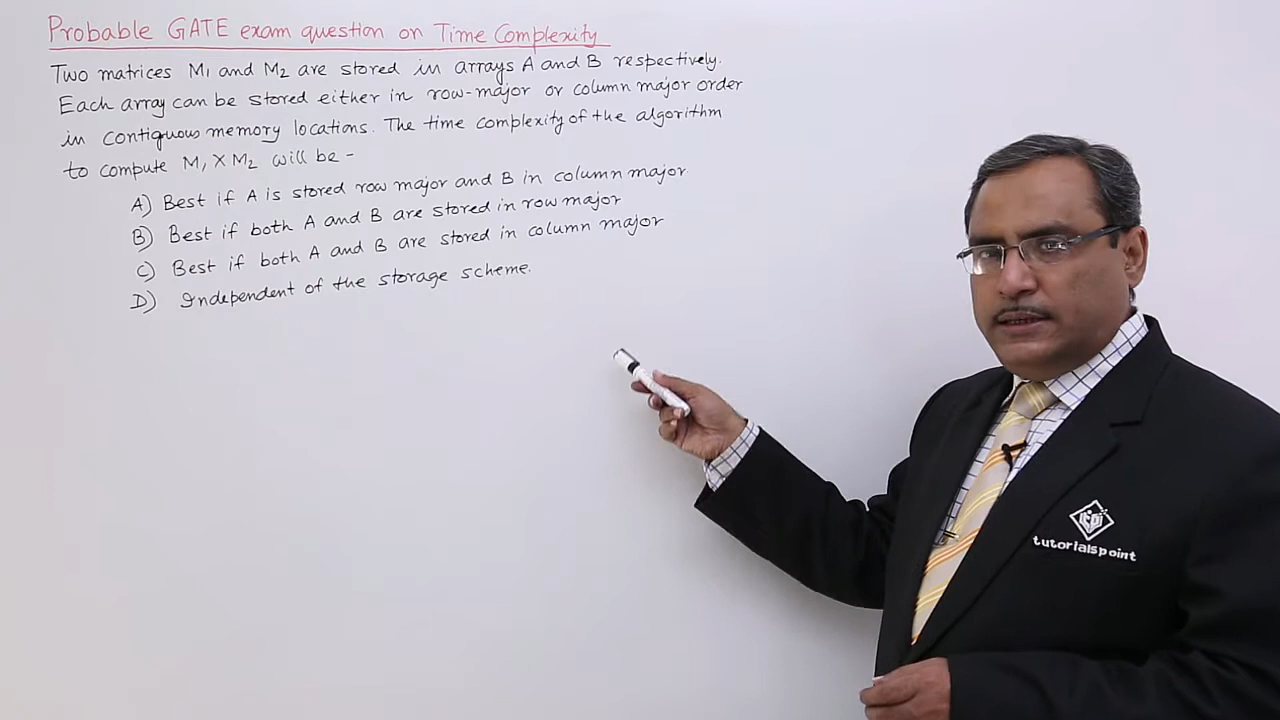 Probable GATE exam question on Time Complexity
Two matrices M1 and M2 are stored in arrays A and B respectively.
Each array can be stored either in row-major or column major order
in contiguous memory locations. The time complexity of the algorithm
to compute M1 X M2 will be -
A) Best if A is stored row major and B in column major
B) Best if both A and B are stored in row major
C) Best if both A and B are stored in column major
D) Independent of the storage scheme.
tutorialspoint